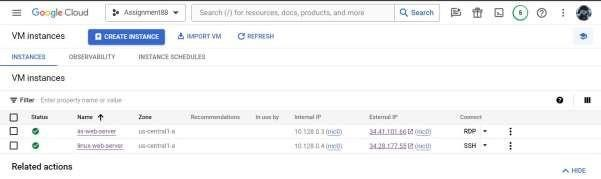 Google Cloud Assignment88 Search (/) for resources, docs, products, and more Search 6
VM instances CREATE INSTANCE IMPORT VM REFRESH
INSTANCES OBSERVABILITY INSTANCE SCHEDULES
VM instances
Filter Enter property name or value
Status Name Zone Recommendations In use by Internal IP External IP Connect
iis-web-server us-central1-a 10.128.0.3 (nic0) 34.41.101.66 (nic0) RDP
linux-web-server us-central1-a 10.128.0.4 (nic0) 34.28.177.55 (nic0) SSH
Related actions HIDE